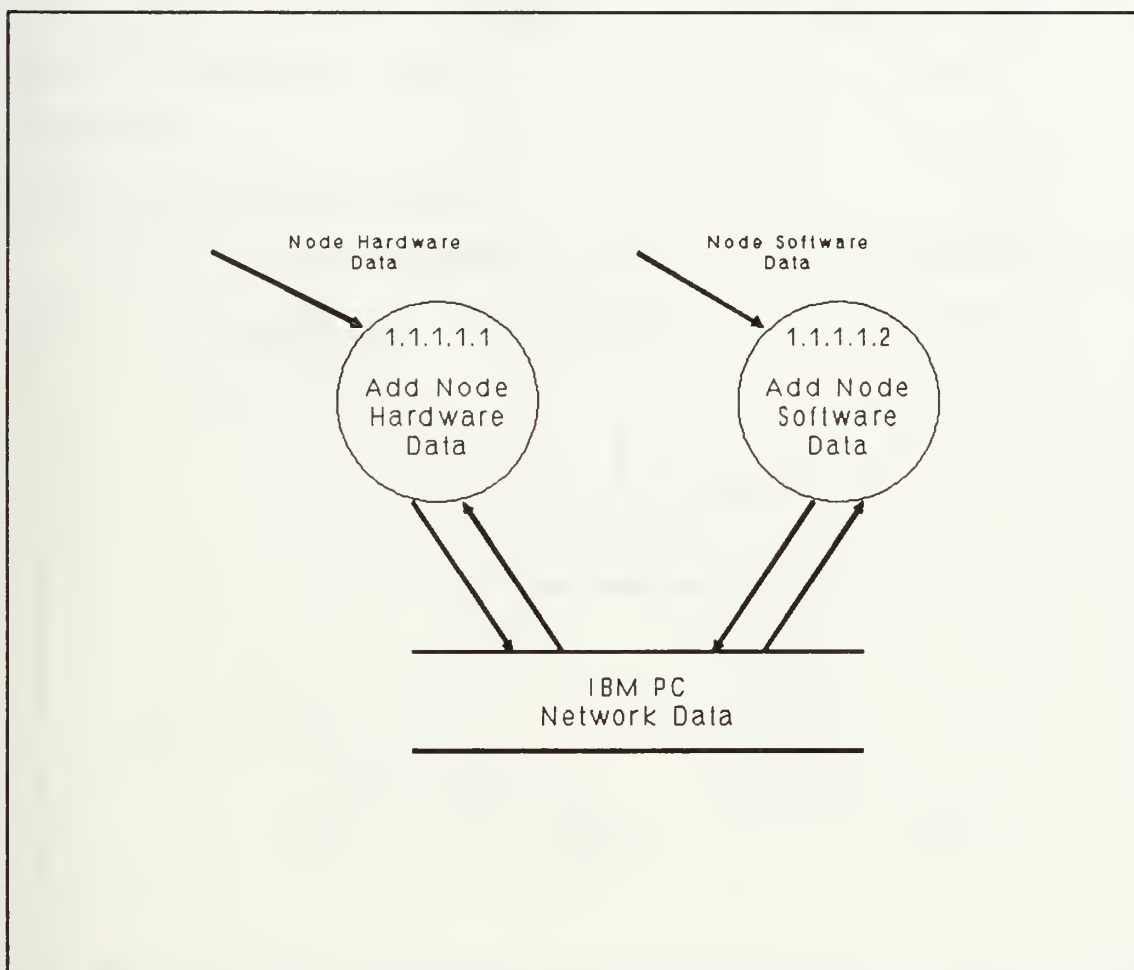 Node Hardware
Data
Node Software
Data
1.1.1.1.1
Add Node
Hardware
Data
1.1.1.1.2
Add Node
Software
Data
IBM PC
Network Data